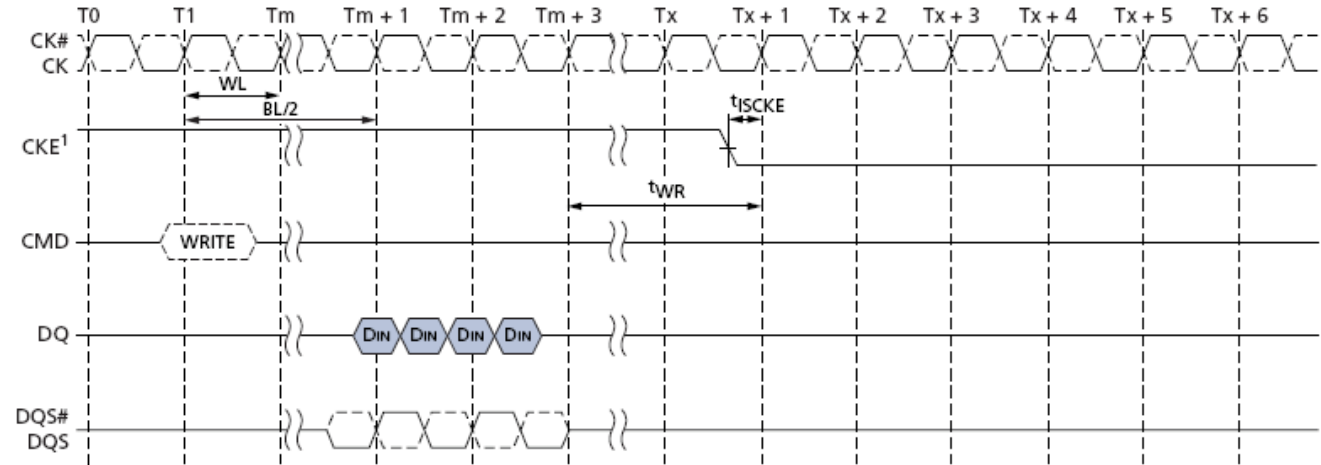 T0 T1 Tm Tm + 1 Tm + 2 Tm + 3 Tx Tx + 1 Tx + 2 Tx + 3 Tx + 4 Tx + 5 Tx + 6
CK#
CK
WL
BL/2
tISCKE
CKE1
tWR
CMD WRITE
DQ DIN DIN DIN DIN
DQS#
DQS